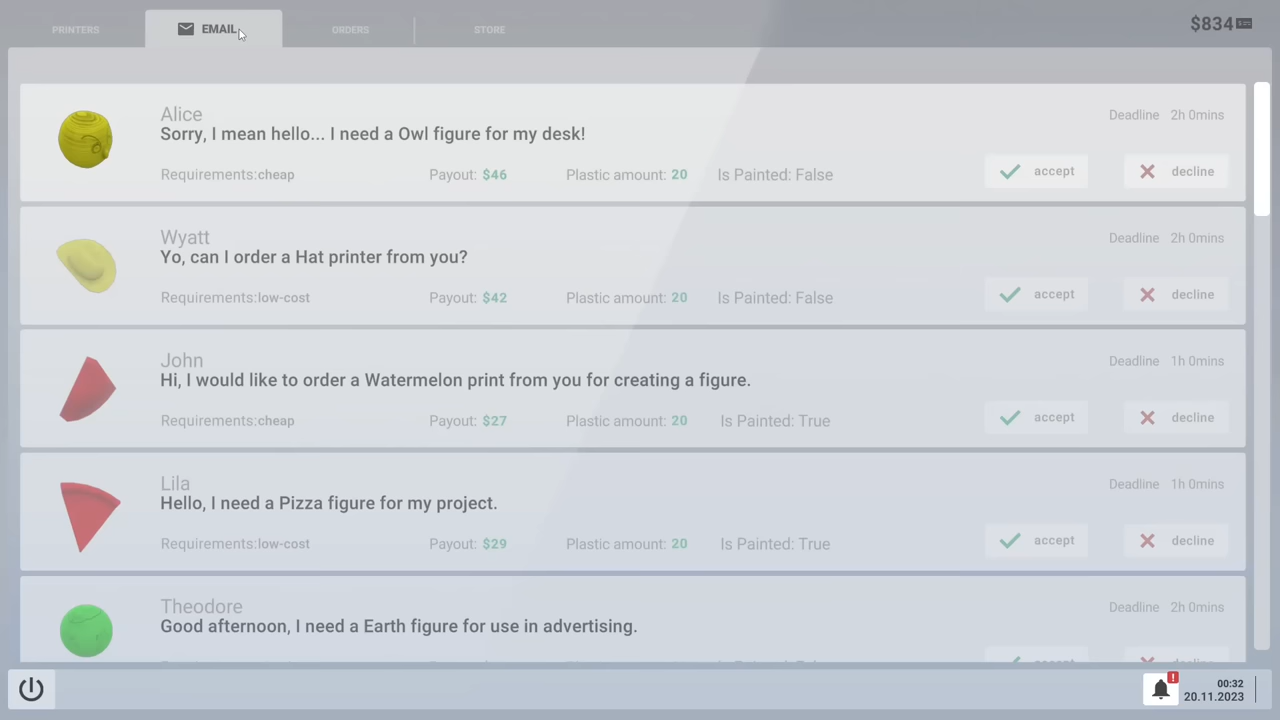 PRINTERS
EMAIL
ORDERS
STORE
$834
Alice
Sorry, I mean hello... I need a Owl figure for my desk!
Requirements:cheap
Payout: $46
Plastic amount: 20
Is Painted: False
Deadline 2h 0mins
accept
decline
Wyatt
Yo, can I order a Hat printer from you?
Requirements:low-cost
Payout: $42
Plastic amount: 20
Is Painted: False
Deadline 2h 0mins
accept
decline
John
Hi, I would like to order a Watermelon print from you for creating a figure.
Requirements:cheap
Payout: $27
Plastic amount: 20
Is Painted: True
Deadline 1h 0mins
accept
decline
Lila
Hello, I need a Pizza figure for my project.
Requirements:low-cost
Payout: $29
Plastic amount: 20
Is Painted: True
Deadline 1h 0mins
accept
decline
Theodore
Good afternoon, I need a Earth figure for use in advertising.
Deadline 2h 0mins
!
00:32
20.11.2023